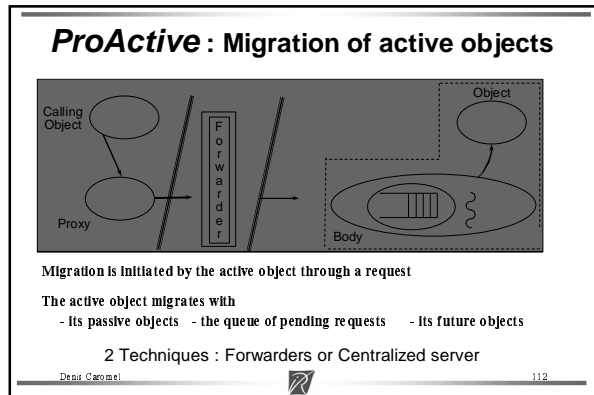 ProActive : Migration of active objects
Calling
Object
Proxy
Forwarder
Object
Body
Migration is initiated by the active object through a request
The active object migrates with
- its passive objects - the queue of pending requests - its future objects
2 Techniques : Forwarders or Centralized server
Denis Caromel
112